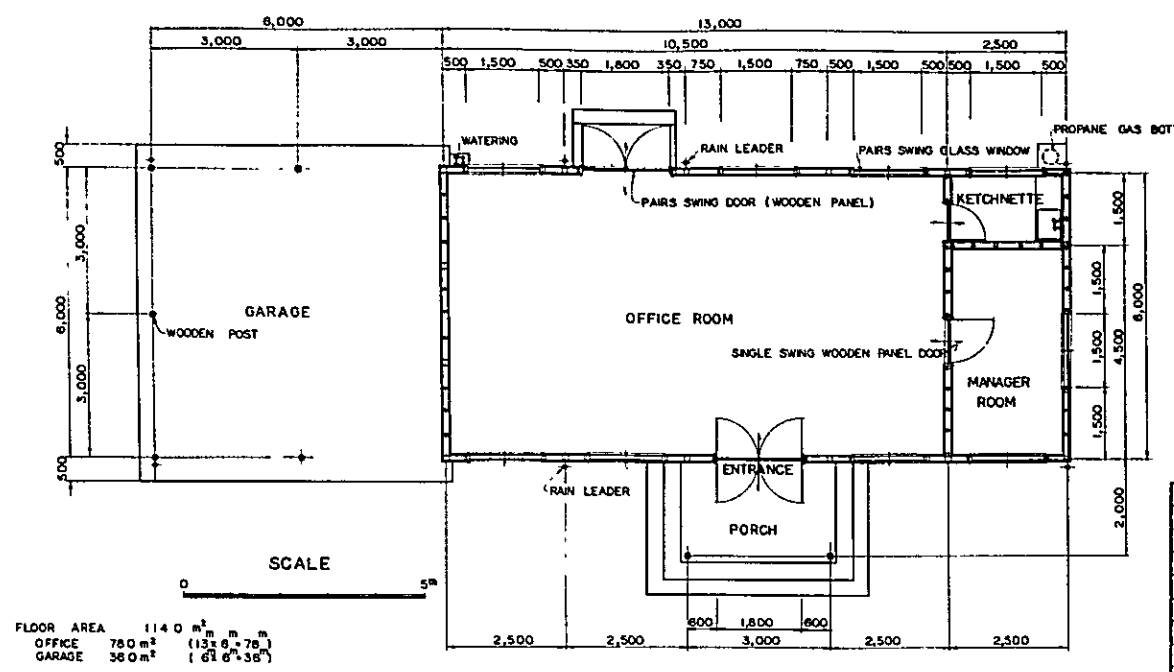 6,000
13,000
3,000 3,000
10,500 2,500
500 1,500 500 350 1,800 350 750 1,500 750 500 1,500 500 500 1,500 500
WATERING
RAIN LEADER
PAIRS SWING GLASS WINDOW
PROPANE GAS BOTT
500
PAIRS SWING DOOR (WOODEN PANEL)
KETCHNETTE
1,500
3,000
6,000
GARAGE
WOODEN POST
OFFICE ROOM
SINGLE SWING WOODEN PANEL DOOR
MANAGER
ROOM
1,500
1,500
1,500
4,500
6,000
3,000
500
ENTRANCE
RAIN LEADER
PORCH
2,000
SCALE
0 5m
600 1,800 600
2,500 2,500 3,000 2,500 2,500
FLOOR AREA 114.0 m²
OFFICE 78.0 m² (13m x 6m = 78m)
GARAGE 36.0 m² (6m x 6m = 36m)